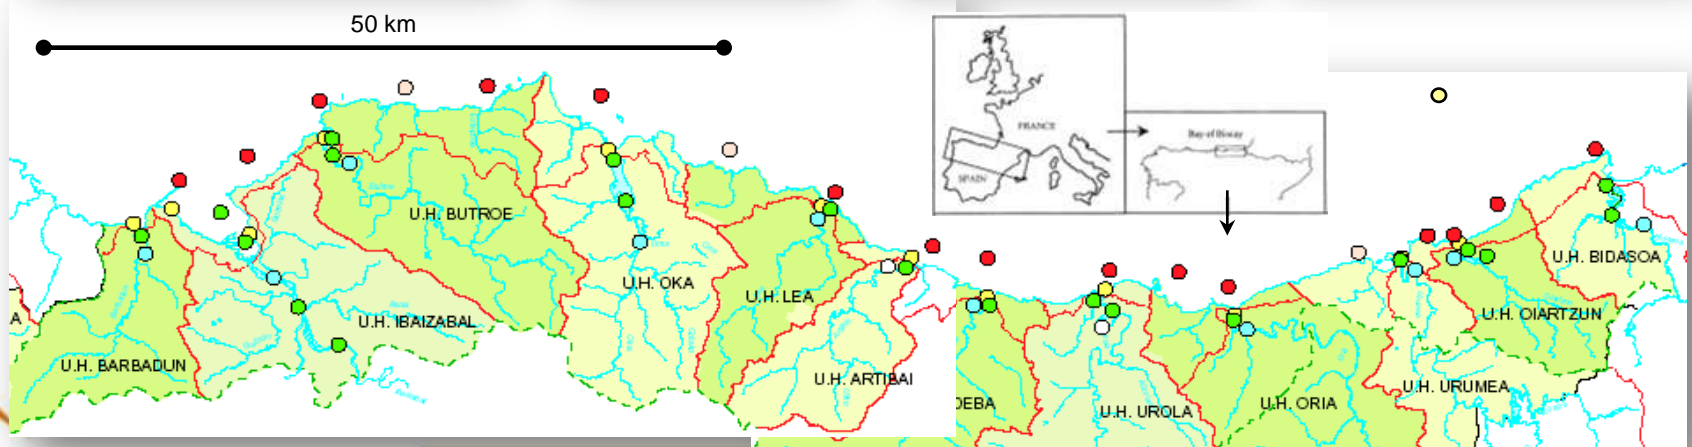 50 km
FRANCE
SPAIN
Bay of Biscay
U.H. BUTROE
U.H. OKA
U.H. LEA
U.H. IBAIZABAL
U.H. BARBADUN
U.H. ARTIBAI
A
DEBA
U.H. UROLA
U.H. ORIA
U.H. URUMEA
U.H. OIARTZUN
U.H. BIDASOA